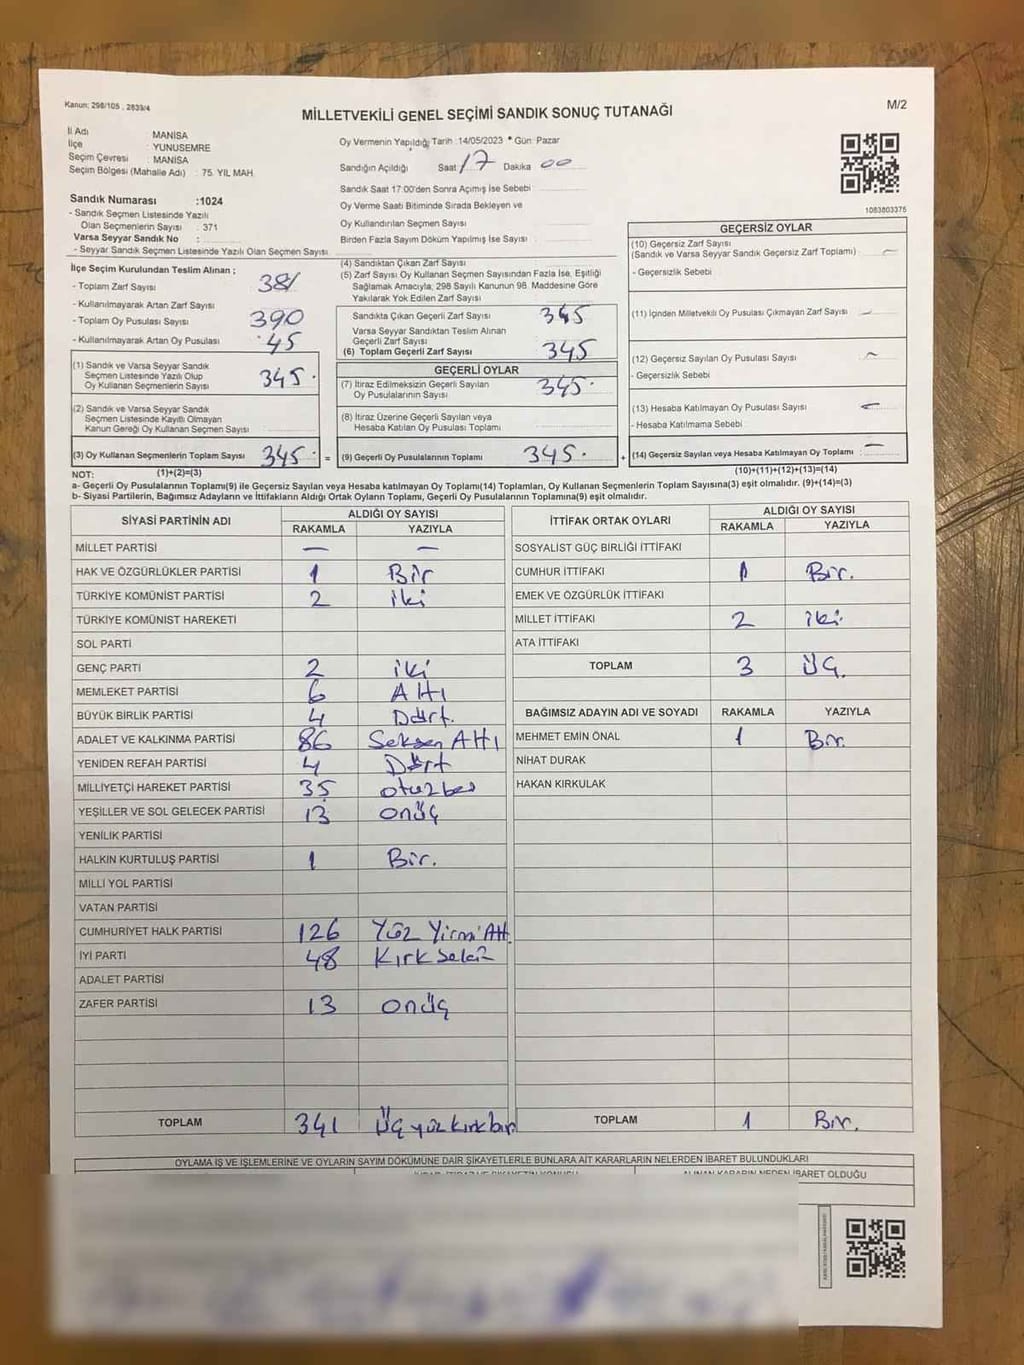 Kanun: 298/105 , 2839/4
MİLLETVEKİLİ GENEL SEÇİMİ SANDIK SONUÇ TUTANAĞI
M/2
İl Adı MANİSA
İlçe : YUNUSEMRE
Seçim Çevresi : MANİSA
Seçim Bölgesi (Mahalle Adı) : 75. YIL MAH.
Sandık Numarası :1024
- Sandık Seçmen Listesinde Yazılı
Olan Seçmenlerin Sayısı : 371
Varsa Seyyar Sandık No :
- Seyyar Sandık Seçmen Listesinde Yazılı Olan Seçmen Sayısı
Oy Vermenin Yapıldığı Tarih :14/05/2023 * Gün: Pazar
Sandığın Açıldığı Saat 17 Dakika 00
Sandık Saat 17:00'den Sonra Açımış İse Sebebi
Oy Verme Saati Bitiminde Sırada Bekleyen ve
Oy Kullandırılan Seçmen Sayısı
Birden Fazla Sayım Döküm Yapılmış İse Sayısı
1083803375
İlçe Seçim Kurulundan Teslim Alınan ;
- Toplam Zarf Sayısı 381
- Kullanılmayarak Artan Zarf Sayısı
- Toplam Oy Pusulası Sayısı 390
- Kullanılmayarak Artan Oy Pusulası 45
(1) Sandık ve Varsa Seyyar Sandık
Seçmen Listesinde Yazılı Olup
Oy Kullanan Seçmenlerin Sayısı 345
(2) Sandık ve Varsa Seyyar Sandık
Seçmen Listesinde Kayıtlı Olmayan
Kanun Gereği Oy Kullanan Seçmen Sayısı
(3) Oy Kullanan Seçmenlerin Toplam Sayısı 345 =
(4) Sandıktan Çıkan Zarf Sayısı
(5) Zarf Sayısı Oy Kullanan Seçmen Sayısından Fazla İse, Eşitliği
Sağlamak Amacıyla; 298 Sayılı Kanunun 98. Maddesine Göre
Yakılarak Yok Edilen Zarf Sayısı
Sandıkta Çıkan Geçerli Zarf Sayısı 345
Varsa Seyyar Sandıktan Teslim Alınan
Geçerli Zarf Sayısı
(6) Toplam Geçerli Zarf Sayısı 345
GEÇERLİ OYLAR
(7) İtiraz Edilmeksizin Geçerli Sayılan
Oy Pusulalarının Sayısı 345
(8) İtiraz Üzerine Geçerli Sayılan veya
Hesaba Katılan Oy Pusulası Toplamı
(9) Geçerli Oy Pusulalarının Toplamı 345 +
GEÇERSİZ OYLAR
(10) Geçersiz Zarf Sayısı
(Sandık ve Varsa Seyyar Sandık Geçersiz Zarf Toplamı) -
- Geçersizlik Sebebi
(11) İçinden Milletvekili Oy Pusulası Çıkmayan Zarf Sayısı -
(12) Geçersiz Sayılan Oy Pusulası Sayısı -
- Geçersizlik Sebebi
(13) Hesaba Katılmayan Oy Pusulası Sayısı -
- Hesaba Katılmama Sebebi
(14) Geçersiz Sayılan veya Hesaba Katılmayan Oy Toplamı -
NOT: (1)+(2)=(3) (10)+(11)+(12)+(13)=(14)
a- Geçerli Oy Pusulalarının Toplamı(9) ile Geçersiz Sayılan veya Hesaba katılmayan Oy Toplamı(14) Toplamları, Oy Kullanan Seçmenlerin Toplam Sayısına(3) eşit olmalıdır. (9)+(14)=(3)
b- Siyasi Partilerin, Bağımsız Adayların ve İttifakların Aldığı Ortak Oyların Toplamı, Geçerli Oy Pusulalarının Toplamına(9) eşit olmalıdır.
SİYASİ PARTİNİN ADI ALDIĞI OY SAYISI
RAKAMLA YAZIYLA
MİLLET PARTİSİ - -
HAK VE ÖZGÜRLÜKLER PARTİSİ 1 Bir
TÜRKİYE KOMÜNİST PARTİSİ 2 iki
TÜRKİYE KOMÜNİST HAREKETİ
SOL PARTİ
GENÇ PARTİ 2 iki
MEMLEKET PARTİSİ 6 Altı
BÜYÜK BİRLİK PARTİSİ 4 Dört.
ADALET VE KALKINMA PARTİSİ 86 Seksen Altı
YENİDEN REFAH PARTİSİ 4 Dört
MİLLİYETÇİ HAREKET PARTİSİ 35 otuzbeş
YEŞİLLER VE SOL GELECEK PARTİSİ 13 onüç
YENİLİK PARTİSİ
HALKIN KURTULUŞ PARTİSİ 1 Bir.
MİLLİ YOL PARTİSİ
VATAN PARTİSİ
CUMHURİYET HALK PARTİSİ 126 Yüz Yirmi Altı
İYİ PARTİ 48 Kırk sekiz
ADALET PARTİSİ
ZAFER PARTİSİ 13 onüç
TOPLAM 341 Üç yüz kırk bir
İTTİFAK ORTAK OYLARI ALDIĞI OY SAYISI
RAKAMLA YAZIYLA
SOSYALİST GÜÇ BİRLİĞİ İTTİFAKI
CUMHUR İTTİFAKI 1 Bir.
EMEK VE ÖZGÜRLÜK İTTİFAKI
MİLLET İTTİFAKI 2 iki.
ATA İTTİFAKI
TOPLAM 3 ÜÇ.
BAĞIMSIZ ADAYIN ADI VE SOYADI RAKAMLA YAZIYLA
MEHMET EMİN ÖNAL 1 Bir.
NİHAT DURAK
HAKAN KIRKULAK
TOPLAM 1 Bir.
OYLAMA İŞ VE İŞLEMLERİNE VE OYLARIN SAYIM DÖKÜMÜNE DAİR ŞİKAYETLERLE BUNLARA AİT KARARLARIN NELERDEN İBARET BULUNDUKLARI
ALINAN KARARIN NEDEN İBARET OLDUĞU